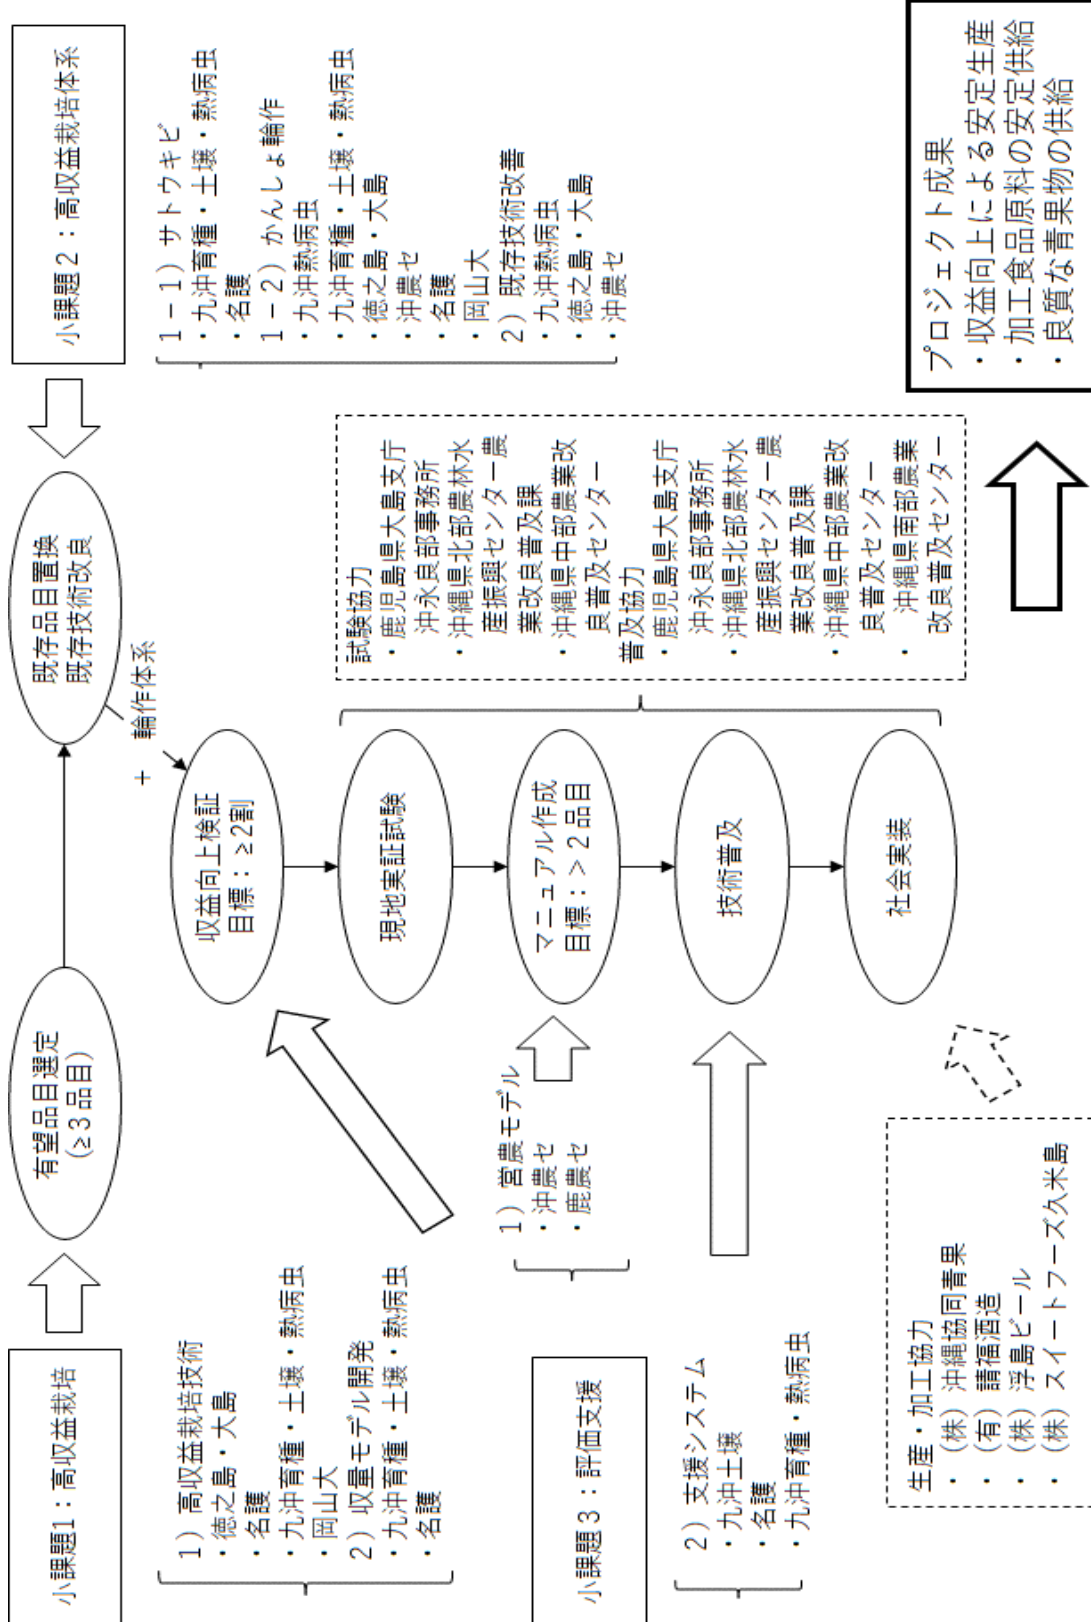 小課題1：高収益栽培
有望品目選定
(≥３品目)
既存品目置換
既存技術改良
小課題２：高収益栽培体系
＋　輪作体系
1）高収益栽培技術
・徳之島・大島
・名護
・九沖育種・土壌・熱病虫
・岡山大
2）収量モデル開発
・九沖育種・土壌・熱病虫
・名護
収益向上検証
目標：≥2割
現地実証試験
マニュアル作成
目標：＞２品目
技術普及
社会実装
１－１）サトウキビ
・九沖育種・土壌・熱病虫
・名護
１－２）かんしょ輪作
・九沖熱病虫
・九沖育種・土壌・熱病虫
・徳之島・大島
・沖農セ
・名護
・岡山大
2）既存技術改善
・九沖熱病虫
・徳之島・大島
・沖農セ
試験協力
・鹿児島県大島支庁
沖永良部事務所
・沖縄県北部農林水
産振興センター農
業改良普及課
・沖縄県中部農業改
良普及センター
普及協力
・鹿児島県大島支庁
沖永良部事務所
・沖縄県北部農林水
産振興センター農
業改良普及課
・沖縄県中部農業改
良普及センター
・沖縄県南部農業
改良普及センター
小課題３：評価支援
1）営農モデル
・沖農セ
・鹿農セ
2）支援システム
・九沖土壌
・名護
・九沖育種・熱病虫
生産・加工協力
・（株）沖縄協同青果
・（有）請福酒造
・（株）浮島ビール
・（株）スイートフーズ久米島
プロジェクト成果
・収益向上による安定生産
・加工食品原料の安定供給
・良質な青果物の供給